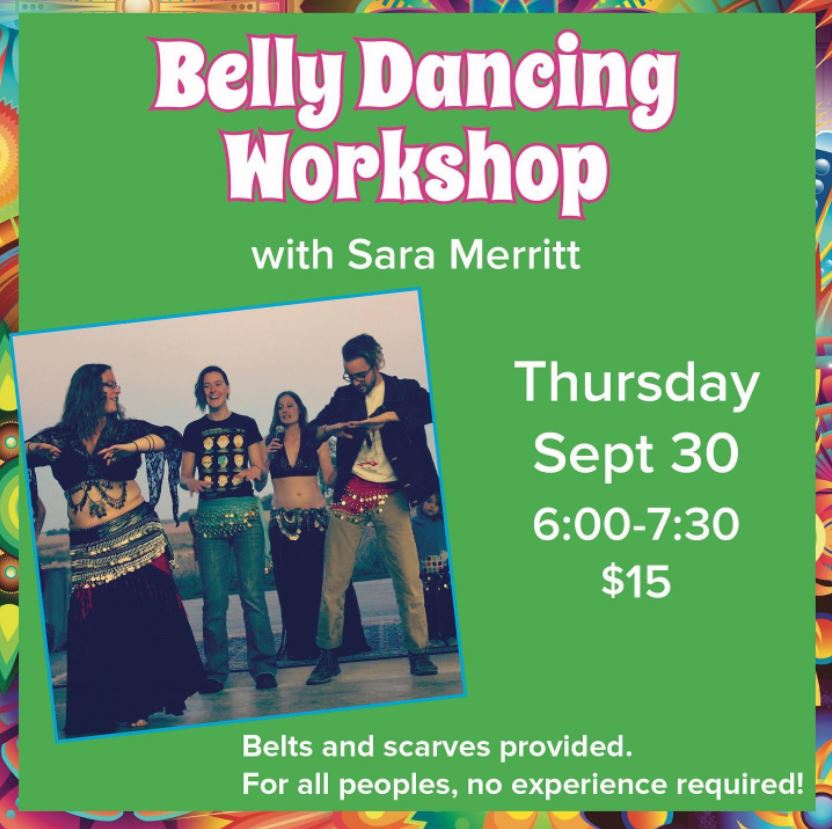 Belly Dancing
Workshop
with Sara Merritt
Thursday
Sept 30
6:00-7:30
$15
Belts and scarves provided.
For all peoples, no experience required!